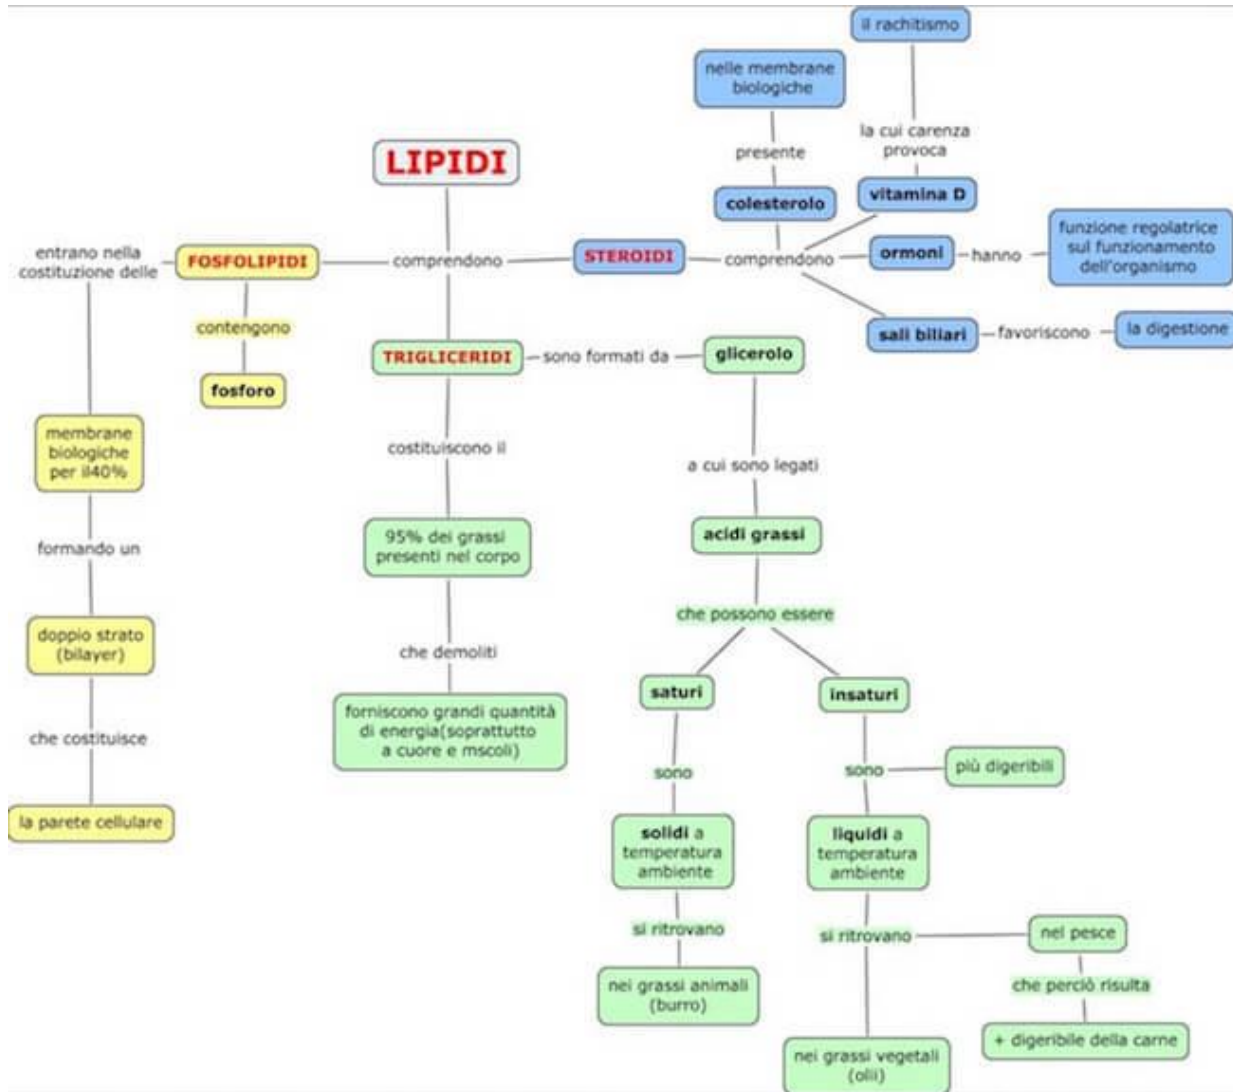 il rachitismo
nelle membrane
biologiche
la cui carenza
provoca
presente
LIPIDI
colesterolo
vitamina D
entrano nella
costituzione delle
FOSFOLIPIDI
comprendono
STEROIDI
comprendono
ormoni
hanno
funzione regolatrice
sul funzionamento
dell'organismo
contengono
sali biliari
favoriscono
la digestione
fosforo
TRIGLICERIDI
sono formati da
glicerolo
membrane
biologiche
per il40%
costituiscono il
a cui sono legati
formando un
95% dei grassi
presenti nel corpo
acidi grassi
che possono essere
doppio strato
(bilayer)
che demoliti
saturi
insaturi
forniscono grandi quantità
di energia(soprattutto
a cuore e mscoli)
che costituisce
sono
sono
più digeribili
la parete cellulare
solidi a
temperatura
ambiente
liquidi a
temperatura
ambiente
si ritrovano
si ritrovano
nel pesce
nei grassi animali
(burro)
che perciò risulta
+ digeribile della carne
nei grassi vegetali
(olii)